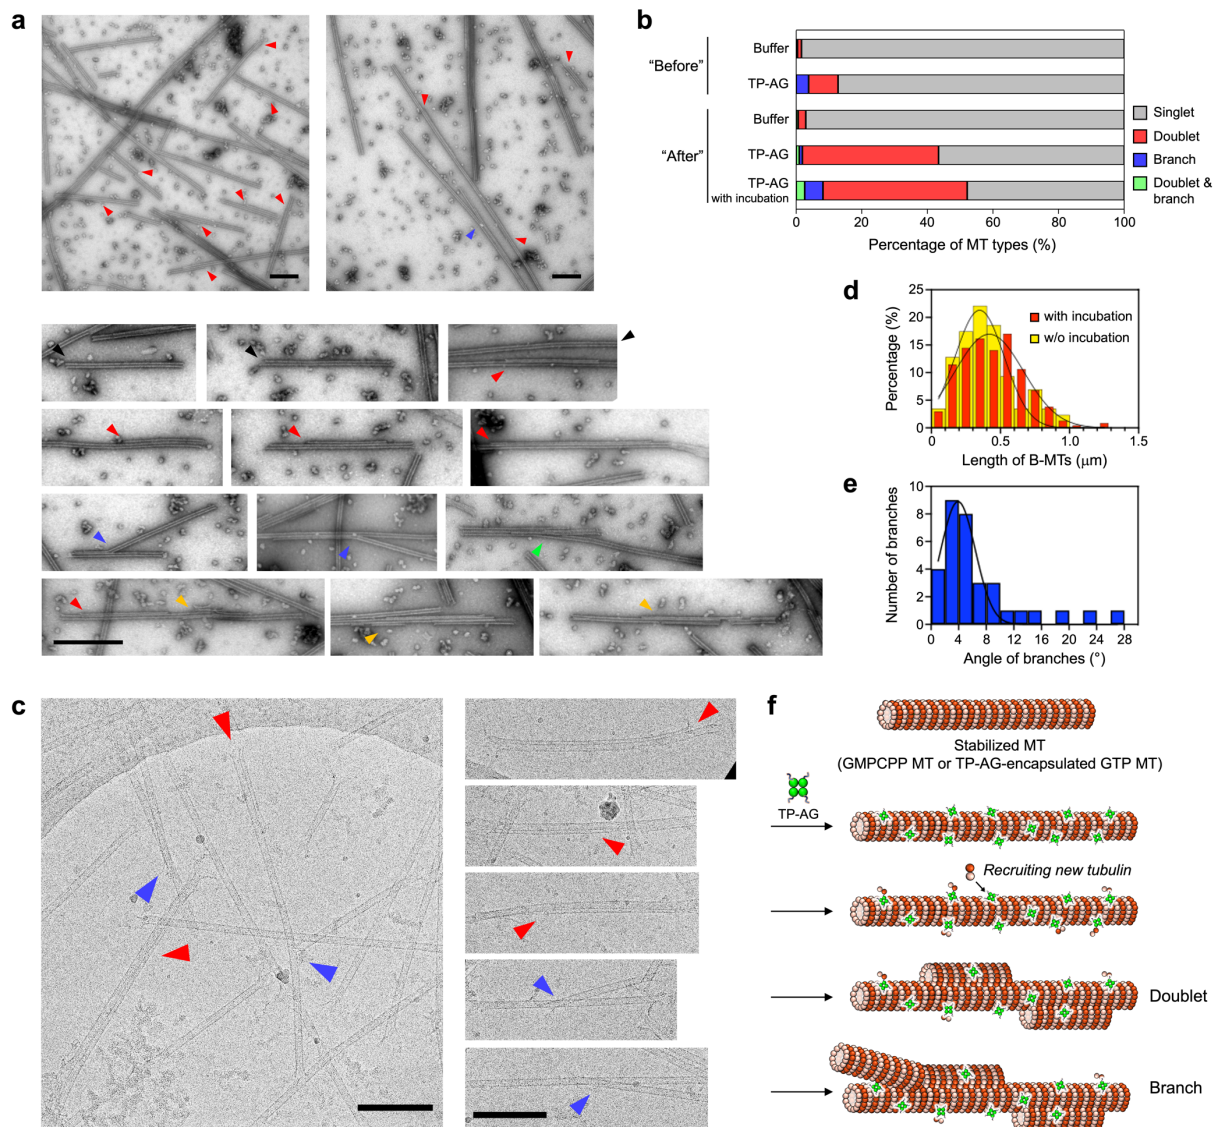 a
b
"Before"
Buffer
TP-AG
"After"
Buffer
TP-AG
TP-AG
with incubation
0 20 40 60 80 100
Percentage of MT types (%)
Singlet
Doublet
Branch
Doublet &
branch
d
Percentage (%)
25
20
15
10
5
0
with incubation
w/o incubation
0 0.5 1.0 1.5
Length of B-MTs (μm)
e
Number of branches
10
8
6
4
2
0
0 4 8 12 16 20 24 28
Angle of branches (°)
c
f
Stabilized MT
(GMPCPP MT or TP-AG-encapsulated GTP MT)
TP-AG
Recruiting new tubulin
Doublet
Branch